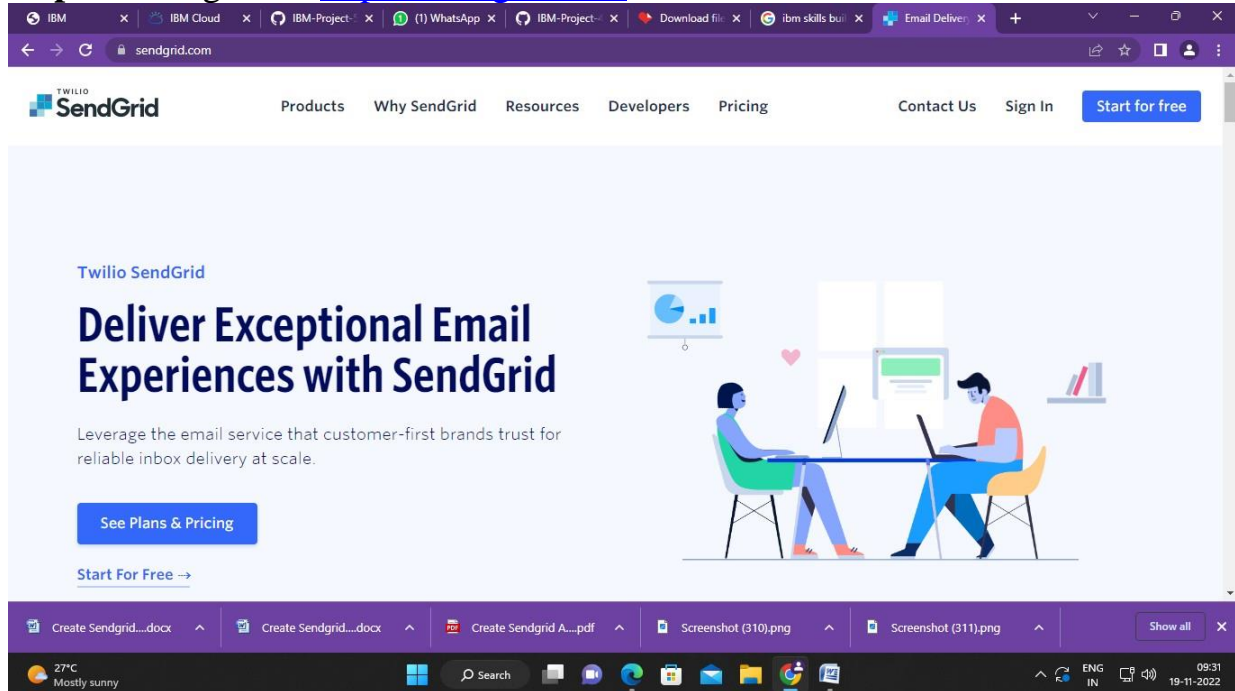 IBM
IBM Cloud
IBM-Project-
(1) WhatsApp
IBM-Project-
Download file
ibm skills buil
Email Delivery
sendgrid.com
TWILIO
SendGrid
Products Why SendGrid Resources Developers Pricing Contact Us Sign In Start for free
Twilio SendGrid
Deliver Exceptional Email
Experiences with SendGrid
Leverage the email service that customer-first brands trust for
reliable inbox delivery at scale.
See Plans & Pricing
Start For Free →
Create Sendgrid....docx
Create Sendgrid....docx
PDF
Create Sendgrid A....pdf
Screenshot (310).png
Screenshot (311).png
Show all
27°C
Mostly sunny
Search
ENG
IN
09:31
19-11-2022